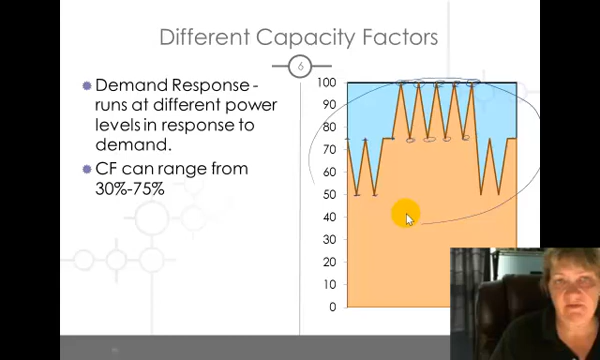 Different Capacity Factors
6
Demand Response -
runs at different power
levels in response to
demand.
CF can range from
30%-75%
100
90
80
70
60
50
40
30
20
10
0